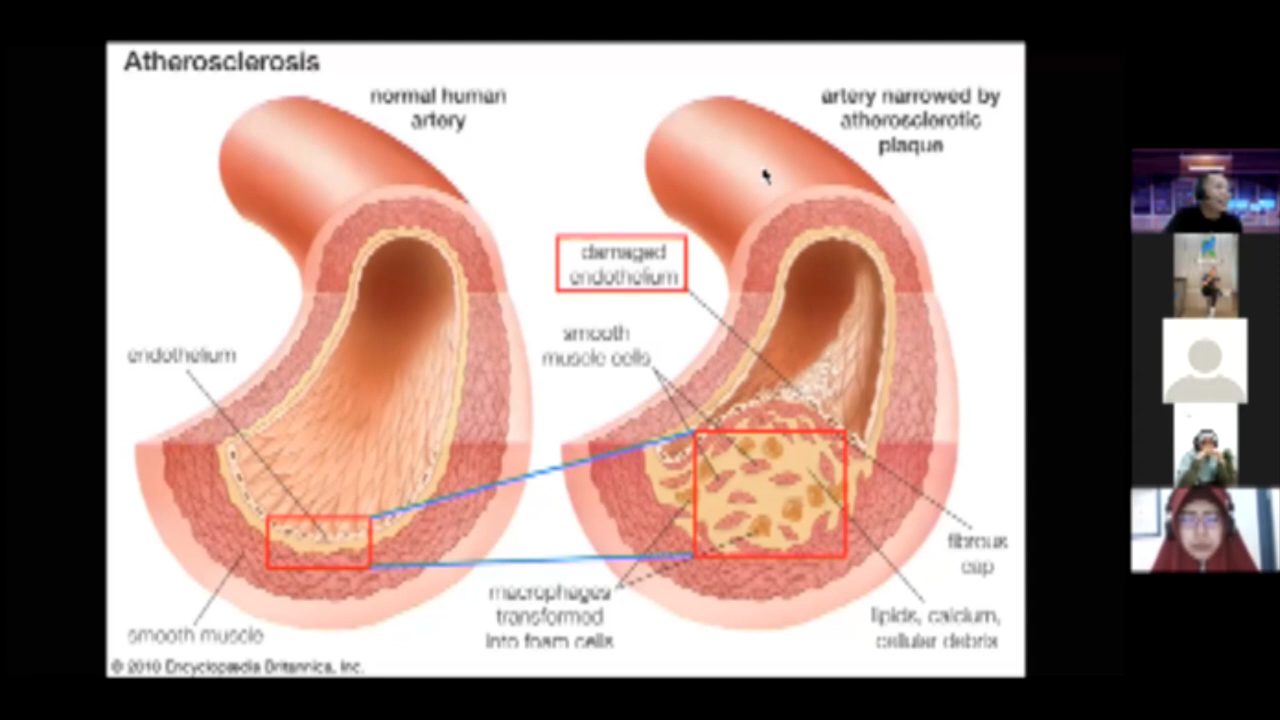 Atherosclerosis
normal human
artery
artery narrowed by
atherosclerotic
plaque
damaged
endothelium
smooth
muscle cells
endothelium
fibrous
cap
macrophages
transformed
into foam cells
lipids, calcium,
cellular debris
smooth muscle
© 2010 Encyclopædia Britannica, Inc.